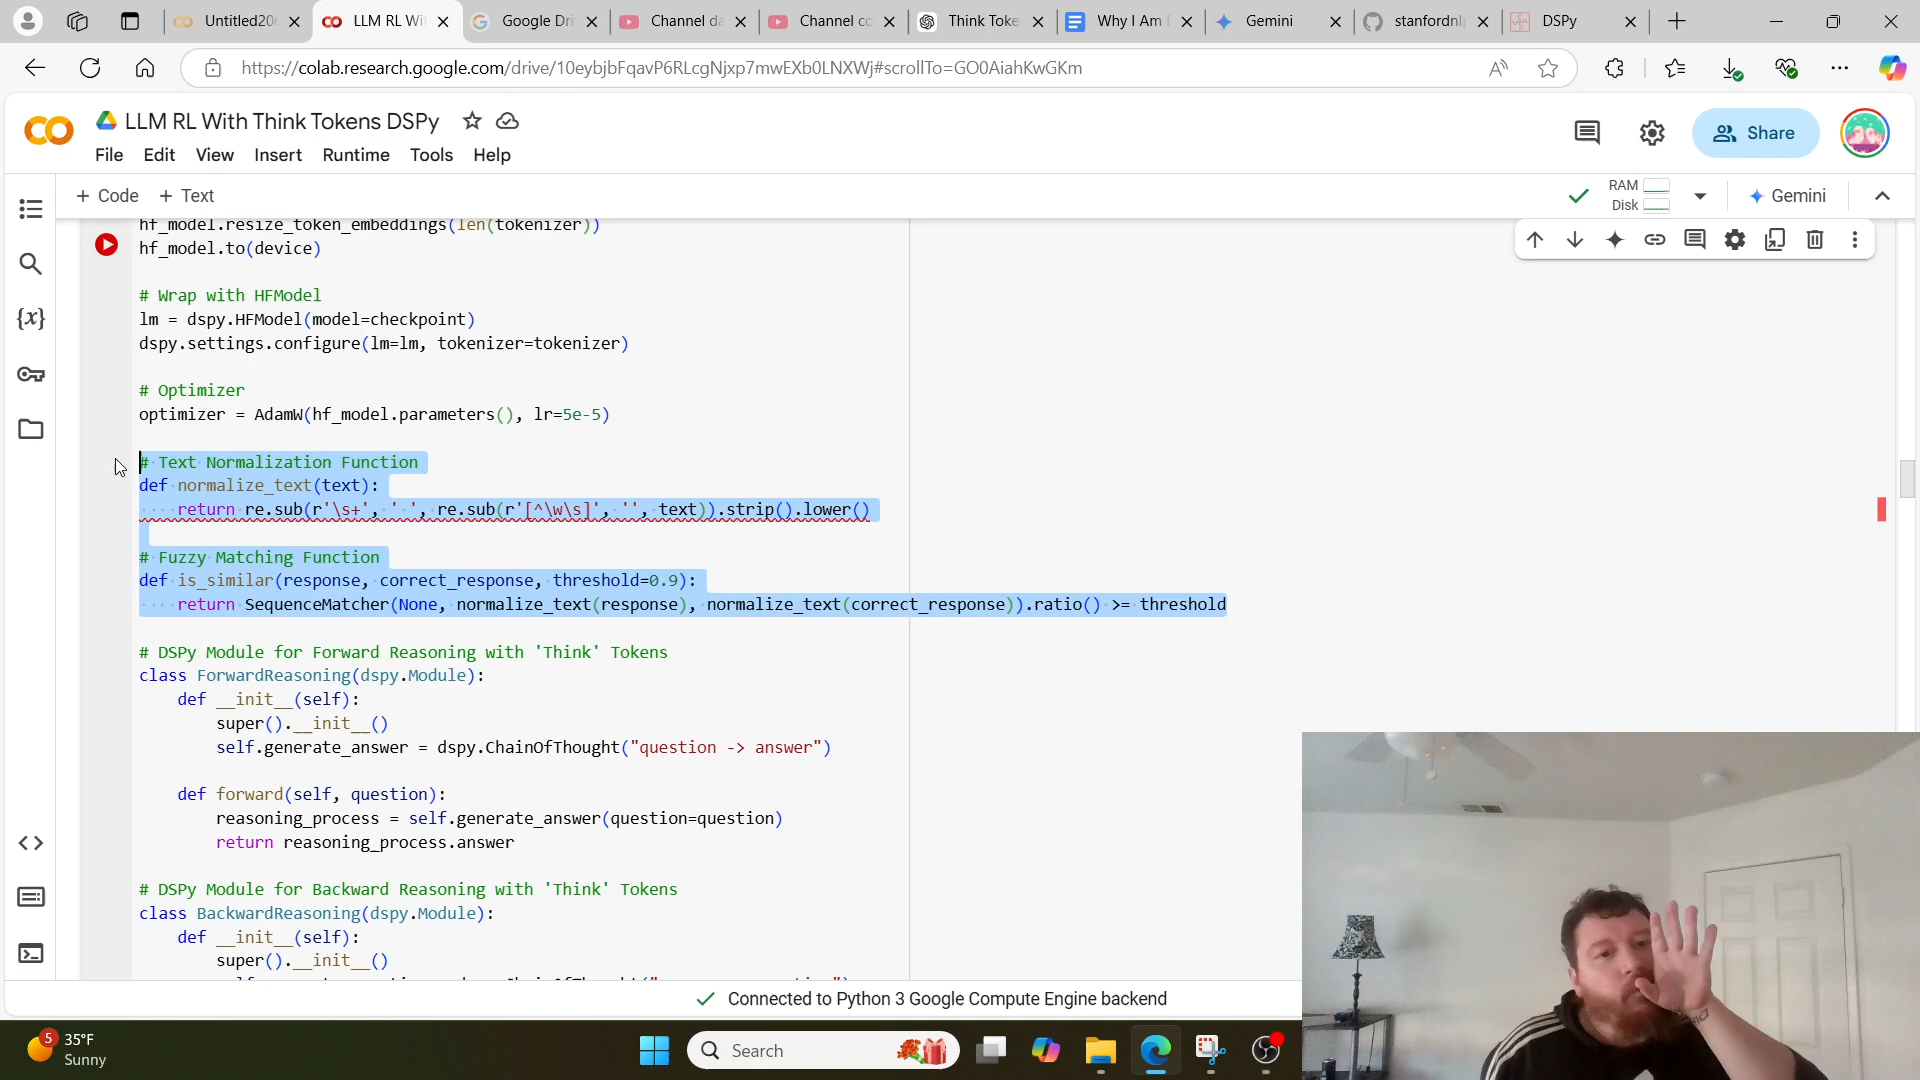 Untitled20
LLM RL Wi
Google Dri
Channel da
Channel co
Think Toke
Why I Am
Gemini
stanfordnl
DSPy
https://colab.research.google.com/drive/10eybjbFqavP6RLcgNjxp7mwEXb0LNXWj#scrollTo=GO0AiahKwGKm
LLM RL With Think Tokens DSPy
Share
File Edit View Insert Runtime Tools Help
+ Code + Text
RAM
Disk
Gemini
hf_model.resize_token_embeddings(len(tokenizer))
hf_model.to(device)
# Wrap with HFModel
lm = dspy.HFModel(model=checkpoint)
dspy.settings.configure(lm=lm, tokenizer=tokenizer)
# Optimizer
optimizer = AdamW(hf_model.parameters(), lr=5e-5)
# Text Normalization Function
def normalize_text(text):
return re.sub(r'\s+', ' ', re.sub(r'[^\w\s]', '', text)).strip().lower()
# Fuzzy Matching Function
def is_similar(response, correct_response, threshold=0.9):
return SequenceMatcher(None, normalize_text(response), normalize_text(correct_response)).ratio() >= threshold
# DSPy Module for Forward Reasoning with 'Think' Tokens
class ForwardReasoning(dspy.Module):
def __init__(self):
super().__init__()
self.generate_answer = dspy.ChainOfThought("question -> answer")
def forward(self, question):
reasoning_process = self.generate_answer(question=question)
return reasoning_process.answer
# DSPy Module for Backward Reasoning with 'Think' Tokens
class BackwardReasoning(dspy.Module):
def __init__(self):
super().__init__()
Connected to Python 3 Google Compute Engine backend
5
35°F
Sunny
Search